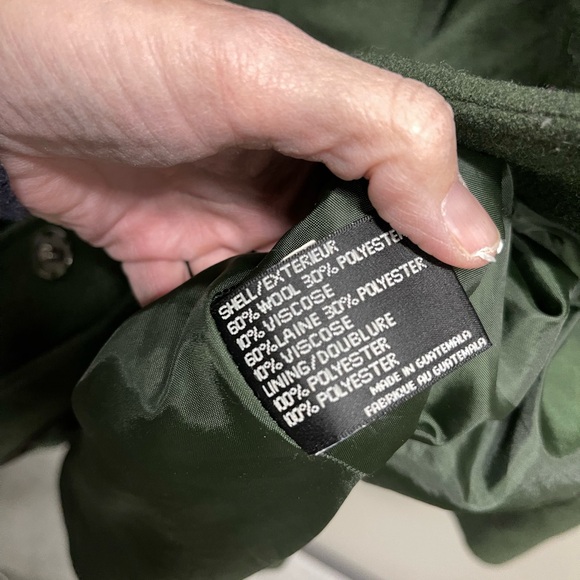 SHELL/EXTERIEUR
60% WOOL 30% POLYESTER
10% VISCOSE
60% LAINE 30% POLYESTER
10% VISCOSE
LINING/DOUBLURE
100% POLYESTER
100% POLYESTER
MADE IN GUATEMALA
FABRIQUE AU GUATEMALA